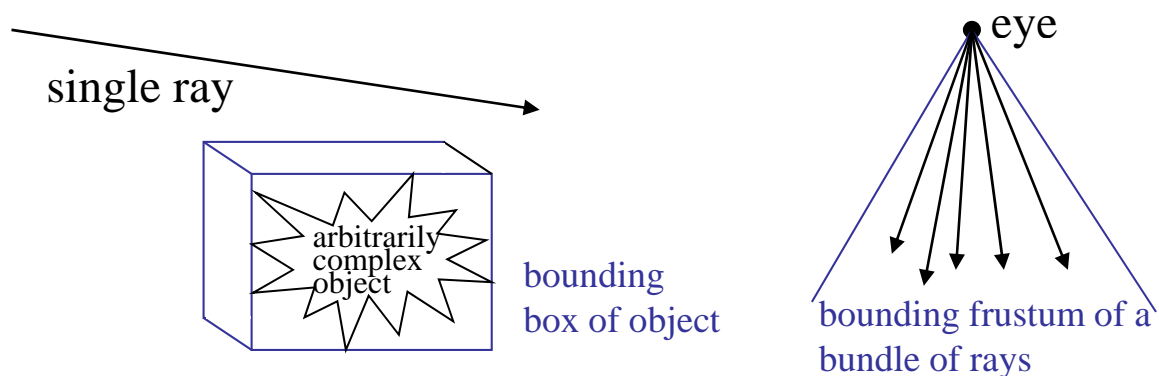 single ray
arbitrarily
complex
object
bounding
box of object
eye
bounding frustum of a
bundle of rays